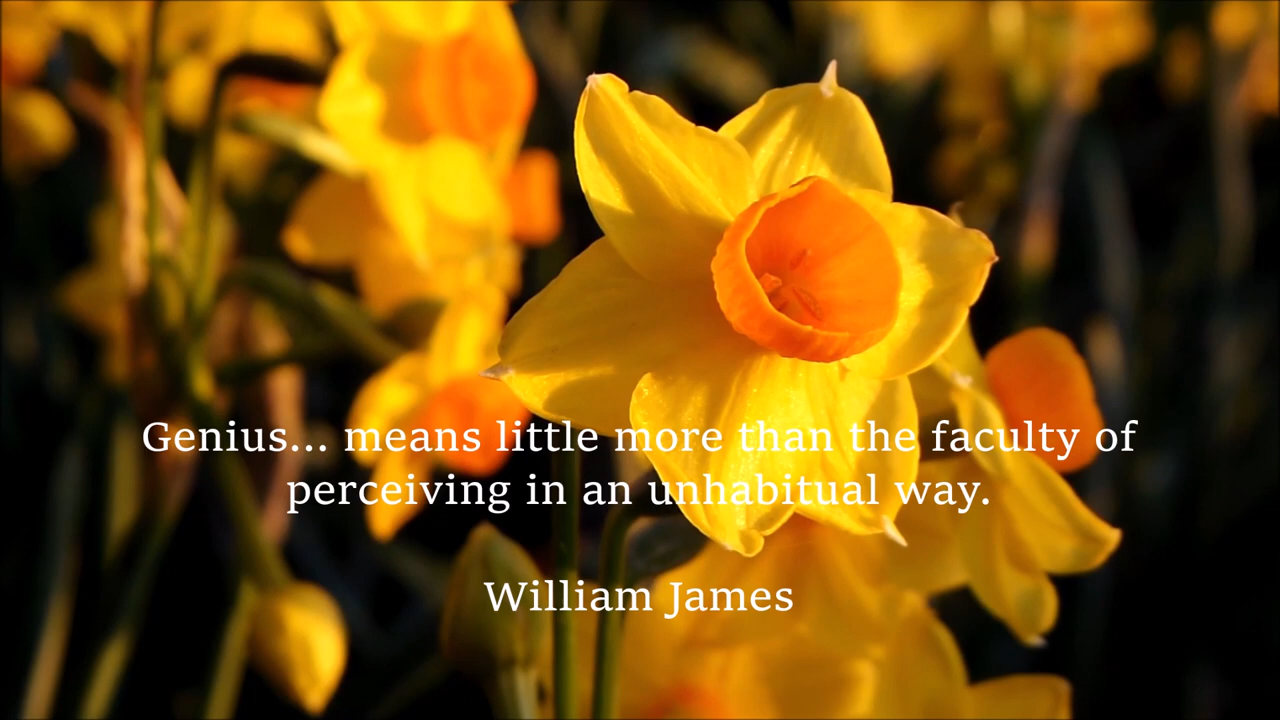 Genius... means little more than the faculty of
perceiving in an unhabitual way.
William James